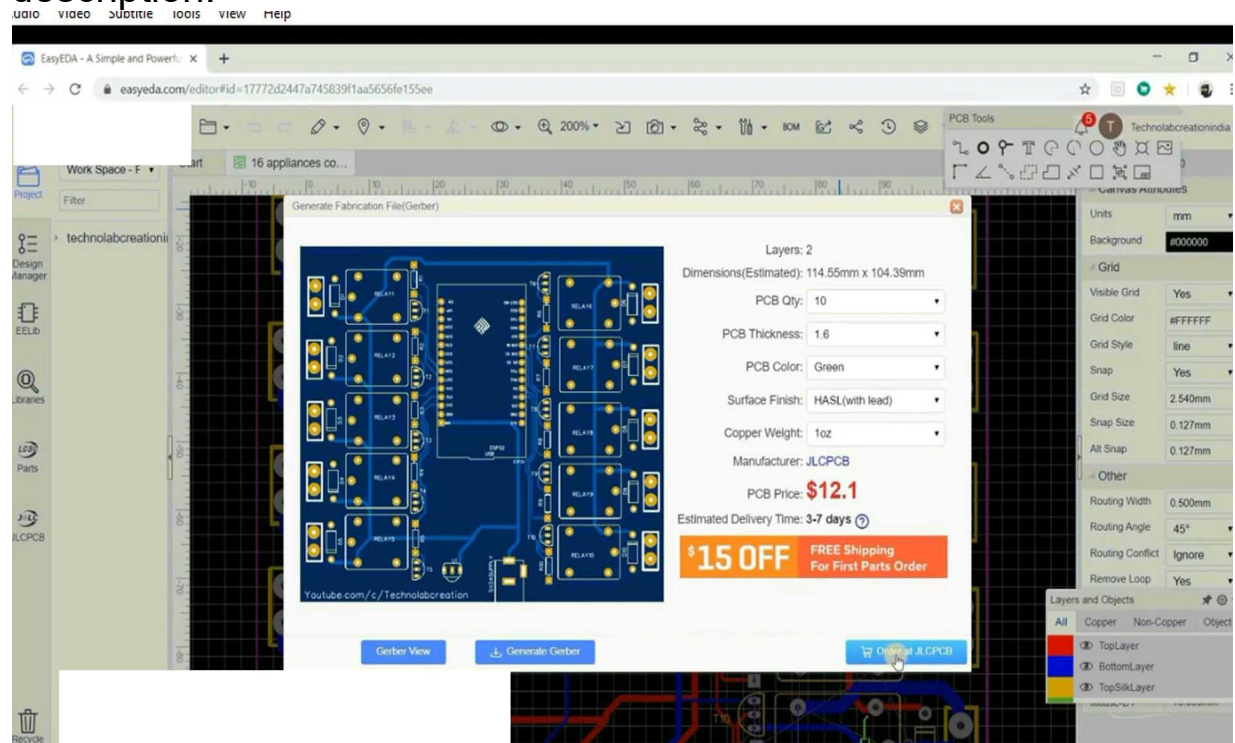 description.
Audio Video Subtitle Tools View Help
EasyEDA - A Simple and Powerfu
easyeda.com/editor#id=17772d2447a745839f1aa5656fe155ee
200%
BOM
PCB Tools
5
T
Technolabcreationindia
Work Space - F
Start
16 appliances co...
Project
Filter
technolabcreationin
Design
Manager
EELib
Libraries
LCSC
Parts
JLCPCB
Recycle
Generate Fabrication File(Gerber)
RELAY1
RELAY2
RELAY3
RELAY4
RELAY5
RELAY6
RELAY7
RELAY8
RELAY9
RELAY10
Youtube.com/c/Technolabcreation
Layers: 2
Dimensions(Estimated): 114.55mm x 104.39mm
PCB Qty: 10
PCB Thickness: 1.6
PCB Color: Green
Surface Finish: HASL(with lead)
Copper Weight: 1oz
Manufacturer: JLCPCB
PCB Price: $12.1
Estimated Delivery Time: 3-7 days
$15 OFF FREE Shipping
For First Parts Order
Gerber View
Generate Gerber
Order at JLCPCB
Canvas Attributes
Units mm
Background #000000
Grid
Visible Grid Yes
Grid Color #FFFFFF
Grid Style line
Snap Yes
Grid Size 2.540mm
Snap Size 0.127mm
Alt Snap 0.127mm
Other
Routing Width 0.500mm
Routing Angle 45°
Routing Conflict Ignore
Remove Loop Yes
Layers and Objects
All Copper Non-Copper Object
TopLayer
BottomLayer
TopSilkLayer
T10